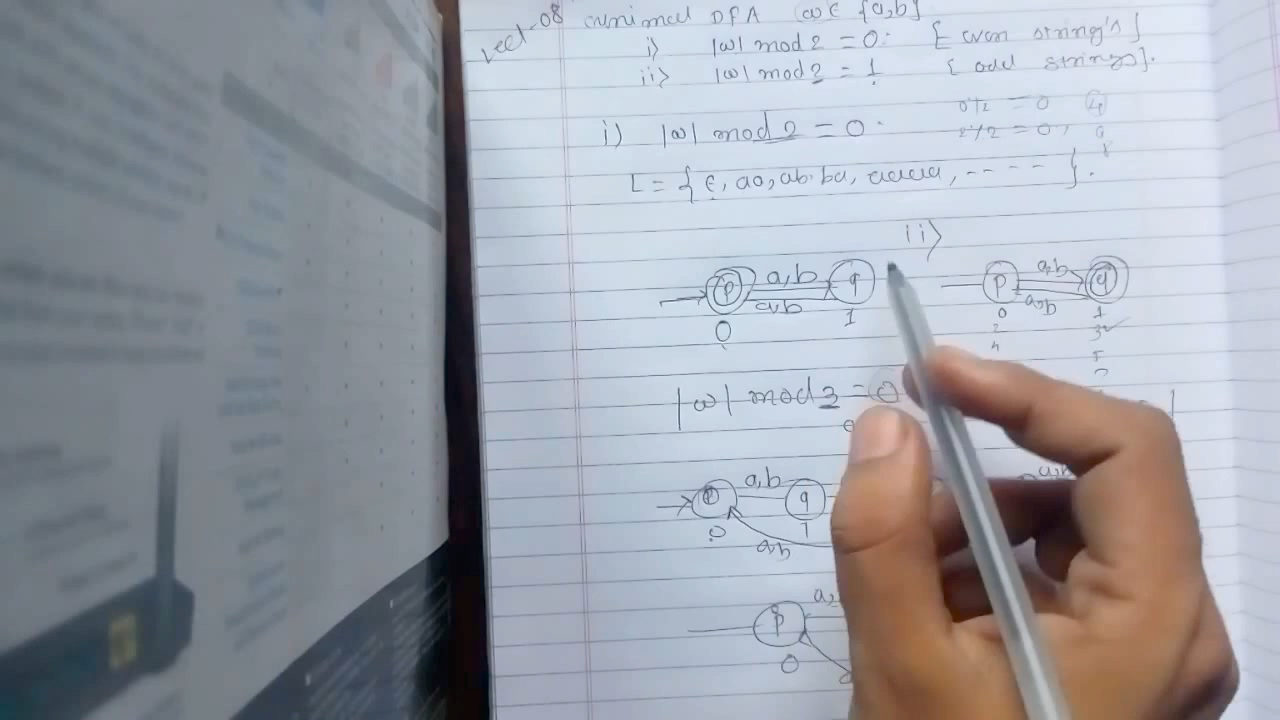 Lect-08 minimal DFA w ∈ {a,b}
i) |w| mod 2 = 0: { even string's }
ii> |w| mod 2 = 1 { odd strings }.
i) |w| mod 2 = 0.
0%2 = 0
2%2 = 0,
L = { ε, aa, ab, ba, aaaa, ---- }.
ii>
p a,b q
a,b
0 1
p a,b q
a,b
0 1
2 3
4 5
|w| mod 3 = 0
a,b
p q
0 1
a,b
a,b
p
0